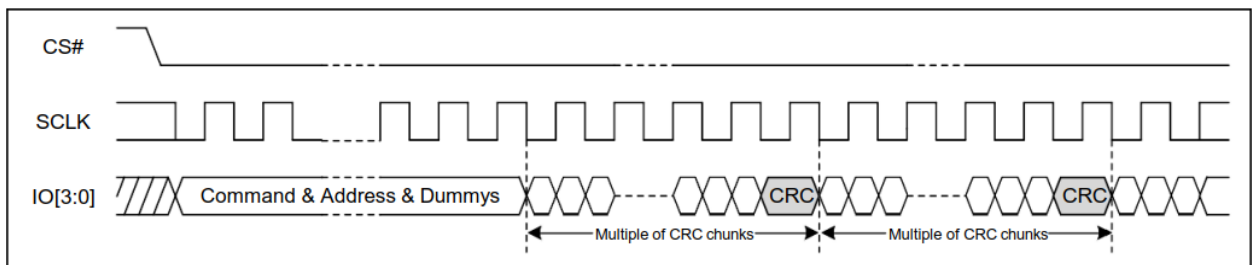 CS#
SCLK
IO[3:0]
Command & Address & Dummys
CRC
CRC
Multiple of CRC chunks
Multiple of CRC chunks